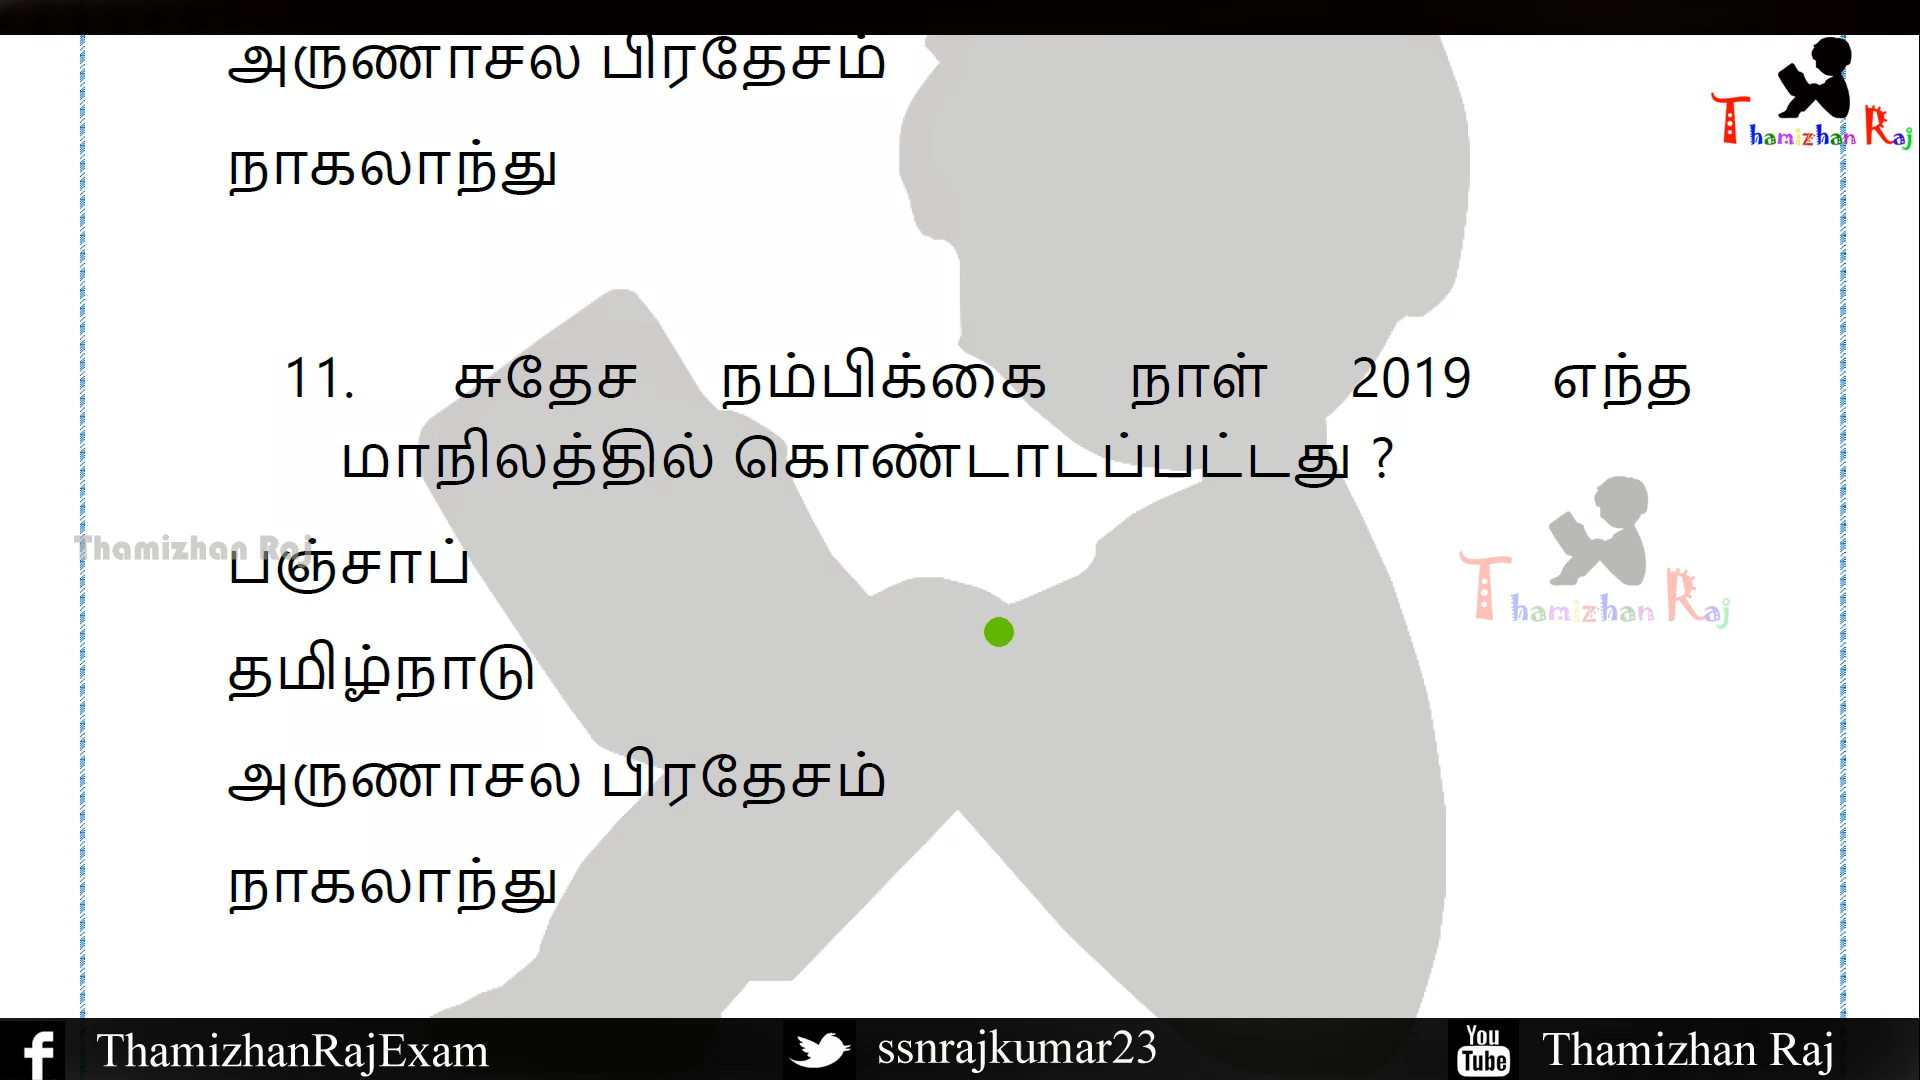 அருணாசல பிரதேசம்
Thamizhan Raj
நாகலாந்து
11. சுதேச நம்பிக்கை நாள் 2019 எந்த
மாநிலத்தில் கொண்டாடப்பட்டது ?
Thamizhan Raj
பஞ்சாப்
Thamizhan Raj
தமிழ்நாடு
அருணாசல பிரதேசம்
நாகலாந்து
f ThamizhanRajExam ssnrajkumar23 You Tube Thamizhan Raj